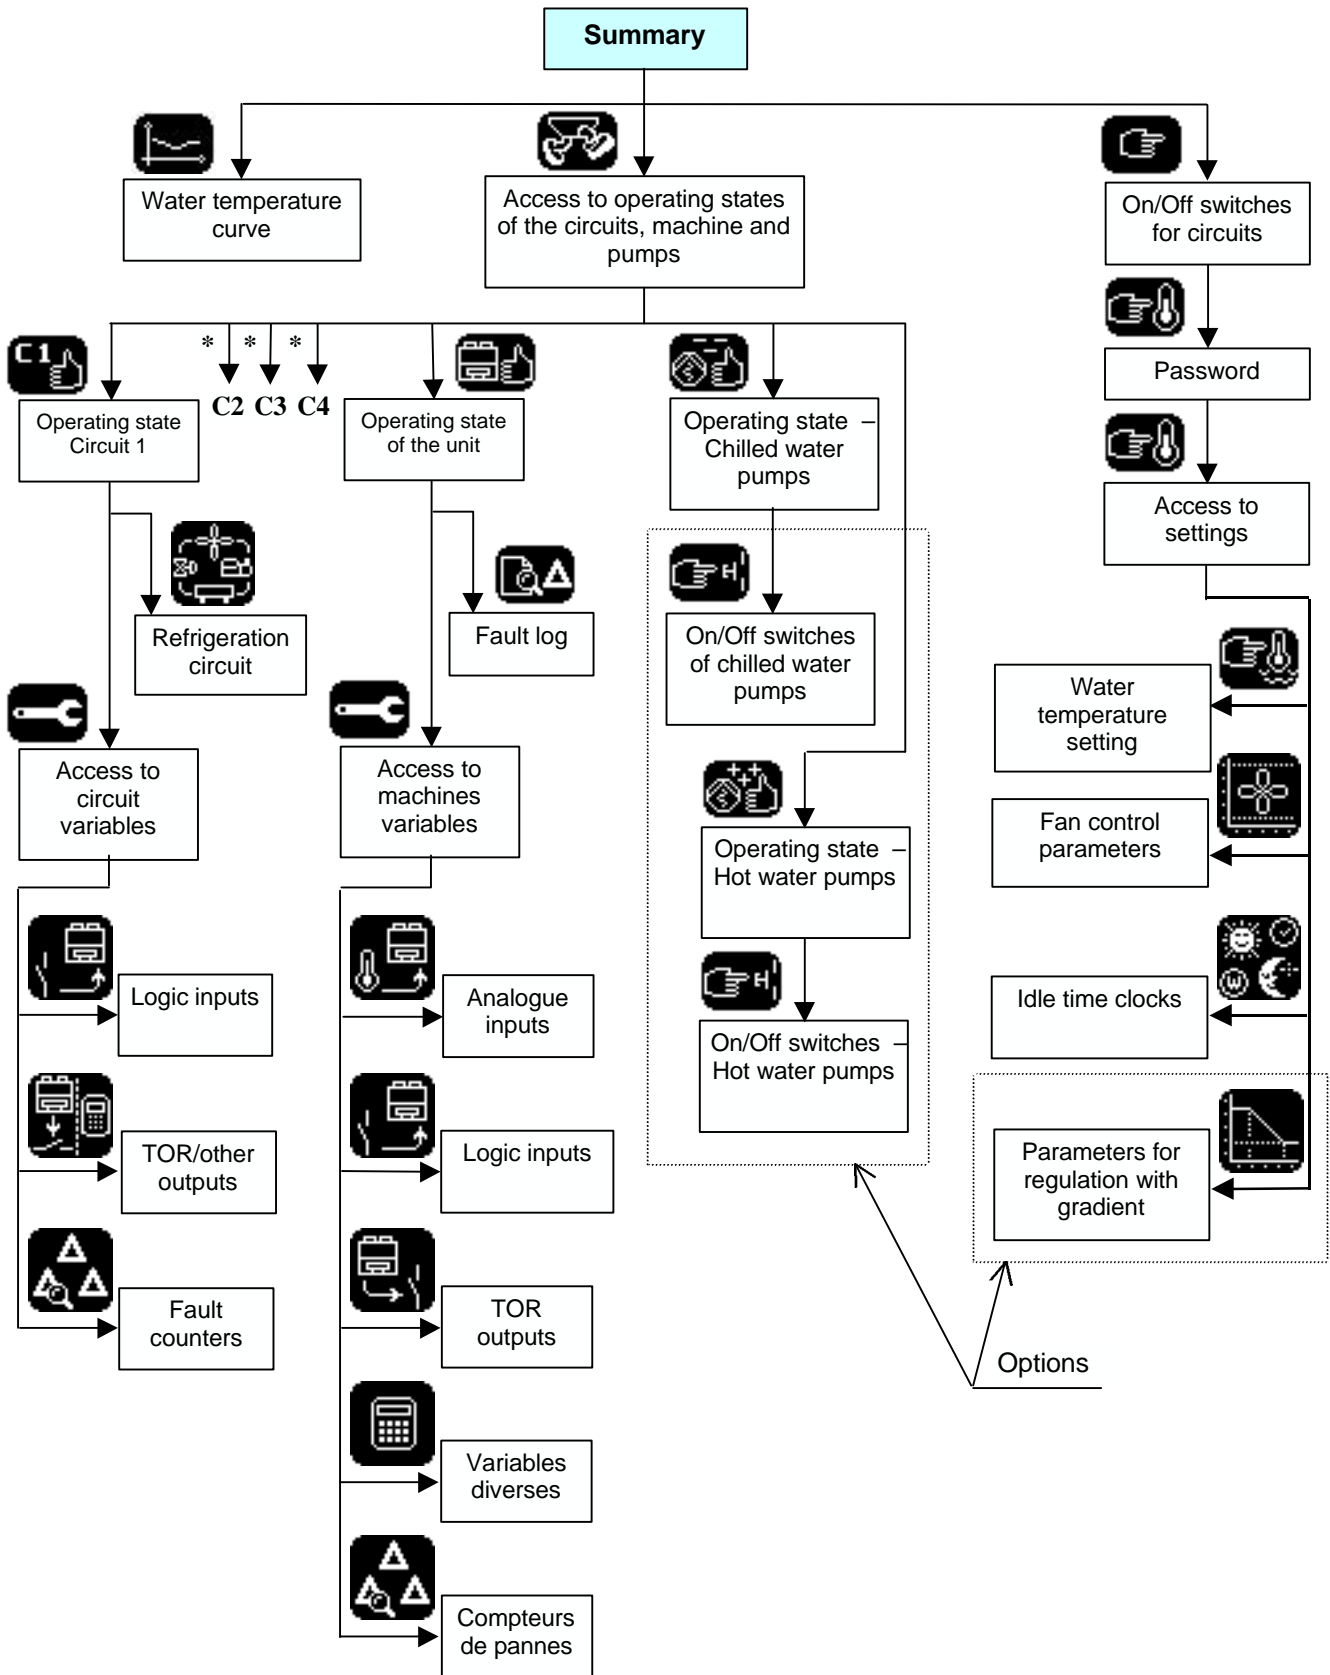 Summary
Water temperature
curve
Access to operating states
of the circuits, machine and
pumps
On/Off switches
for circuits
Password
Access to
settings
C1
* * *
C2 C3 C4
Operating state
Circuit 1
Operating state
of the unit
Operating state –
Chilled water
pumps
Refrigeration
circuit
Fault log
On/Off switches
of chilled water
pumps
Water
temperature
setting
Access to
circuit
variables
Access to
machines
variables
Operating state –
Hot water pumps
Fan control
parameters
Logic inputs
Analogue
inputs
On/Off switches –
Hot water pumps
W
Idle time clocks
TOR/other
outputs
Logic inputs
Parameters for
regulation with
gradient
Fault
counters
TOR
outputs
Options
Variables
diverses
Compteurs
de pannes